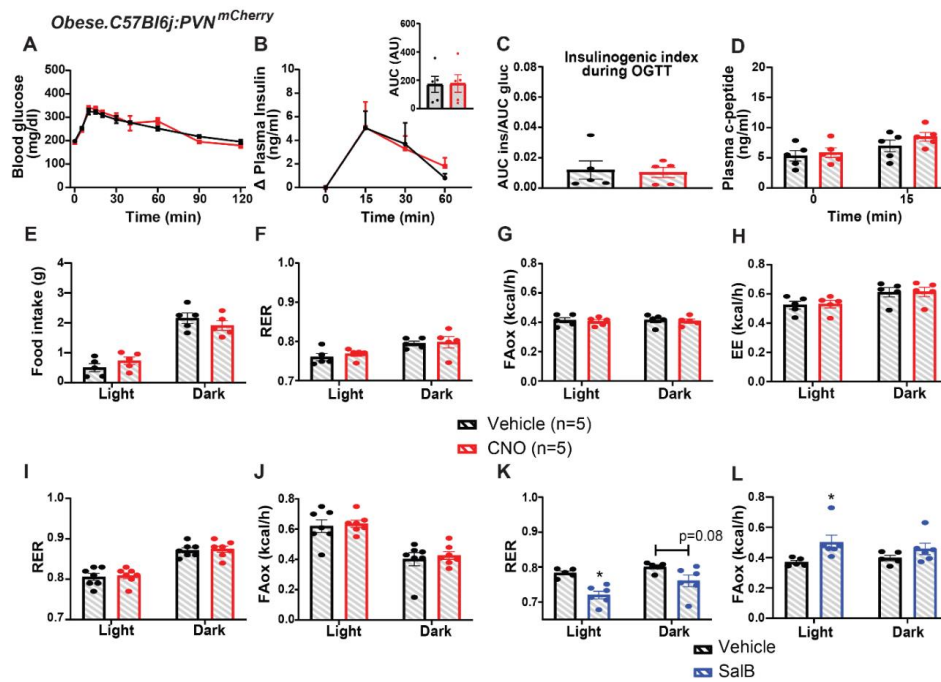 Obese.C57Bl6j:PVN mCherry
A
Blood glucose
(mg/dl)
500
400
300
200
100
0
30
60
90
120
Time (min)
B
Δ Plasma Insulin
(ng/ml)
10
8
6
4
2
0
0
15
30
60
Time (min)
AUC (AU)
600
400
200
0
C
Insulinogenic index
during OGTT
AUC ins/AUC gluc
0.06
0.04
0.02
0.00
D
Plasma c-peptide
(ng/ml)
20
15
10
5
0
0
15
Time (min)
E
Food intake (g)
4
3
2
1
0
Light
Dark
F
RER
1.0
0.9
0.8
0.7
Light
Dark
G
FAox (kcal/h)
0.8
0.6
0.4
0.2
0.0
Light
Dark
H
EE (kcal/h)
0.8
0.6
0.4
0.2
0.0
Light
Dark
Vehicle (n=5)
CNO (n=5)
I
RER
1.0
0.9
0.8
0.7
Light
Dark
J
FAox (kcal/h)
0.8
0.6
0.4
0.2
0.0
Light
Dark
K
RER
0.9
0.8
0.7
*
p=0.08
Light
Dark
L
FAox (kcal/h)
0.8
0.6
0.4
0.2
0.0
*
Light
Dark
Vehicle
SalB